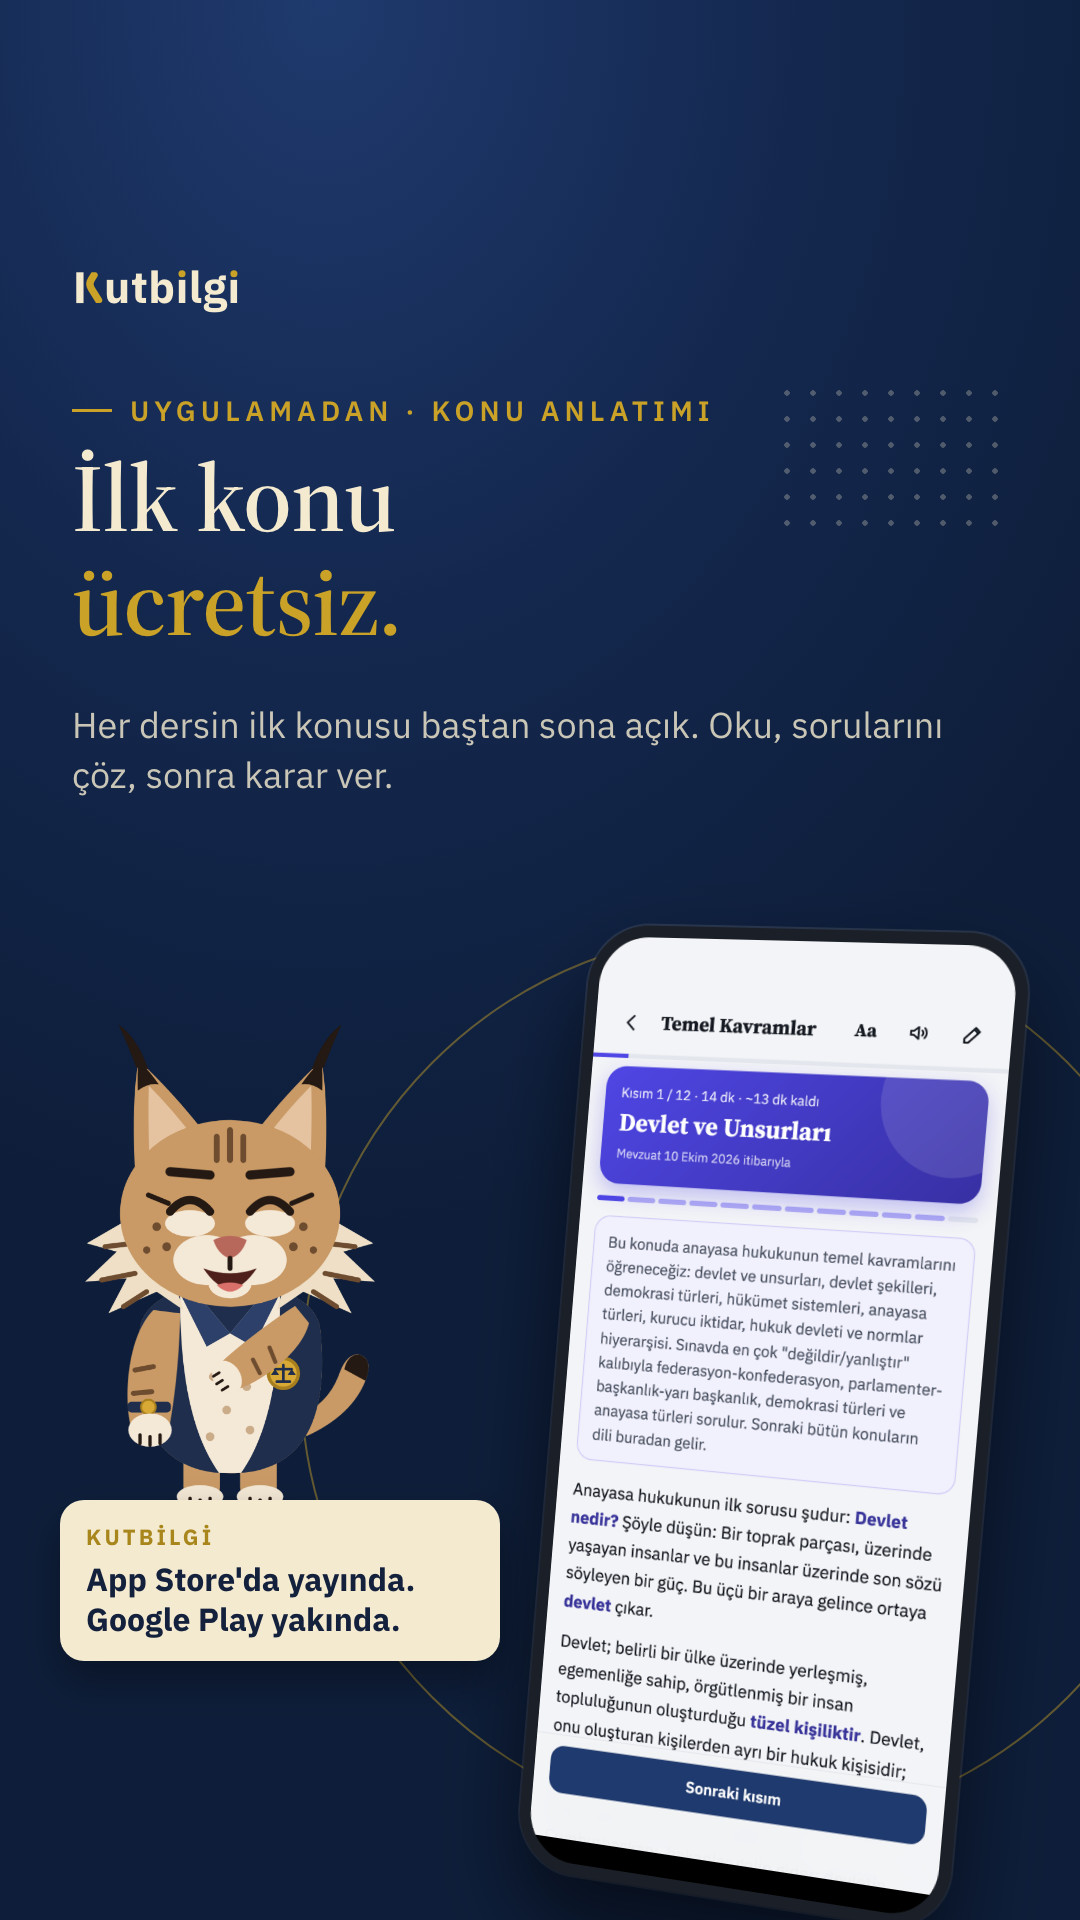 Kutbilgi
UYGULAMADAN · KONU ANLATIMI
İlk konu
ücretsiz.
Her dersin ilk konusu baştan sona açık. Oku, sorularını
çöz, sonra karar ver.
Temel Kavramlar Aa
Kısım 1 / 12 · 14 dk · ~13 dk kaldı
Devlet ve Unsurları
Mevzuat 10 Ekim 2026 itibarıyla
Bu konuda anayasa hukukunun temel kavramlarını
öğreneceğiz: devlet ve unsurları, devlet şekilleri,
demokrasi türleri, hükümet sistemleri, anayasa
türleri, kurucu iktidar, hukuk devleti ve normlar
hiyerarşisi. Sınavda en çok "değildir/yanlıştır"
kalıbıyla federasyon-konfederasyon, parlamenter-
başkanlık-yarı başkanlık, demokrasi türleri ve
anayasa türleri sorulur. Sonraki bütün konuların
dili buradan gelir.
Anayasa hukukunun ilk sorusu şudur: Devlet
nedir? Şöyle düşün: Bir toprak parçası, üzerinde
yaşayan insanlar ve bu insanlar üzerinde son sözü
söyleyen bir güç. Bu üçü bir araya gelince ortaya
devlet çıkar.
Devlet; belirli bir ülke üzerinde yerleşmiş,
egemenliğe sahip, örgütlenmiş bir insan
topluluğunun oluşturduğu tüzel kişiliktir. Devlet,
onu oluşturan kişilerden ayrı bir hukuk kişisidir;
Sonraki kısım
KUTBİLGİ
App Store'da yayında.
Google Play yakında.